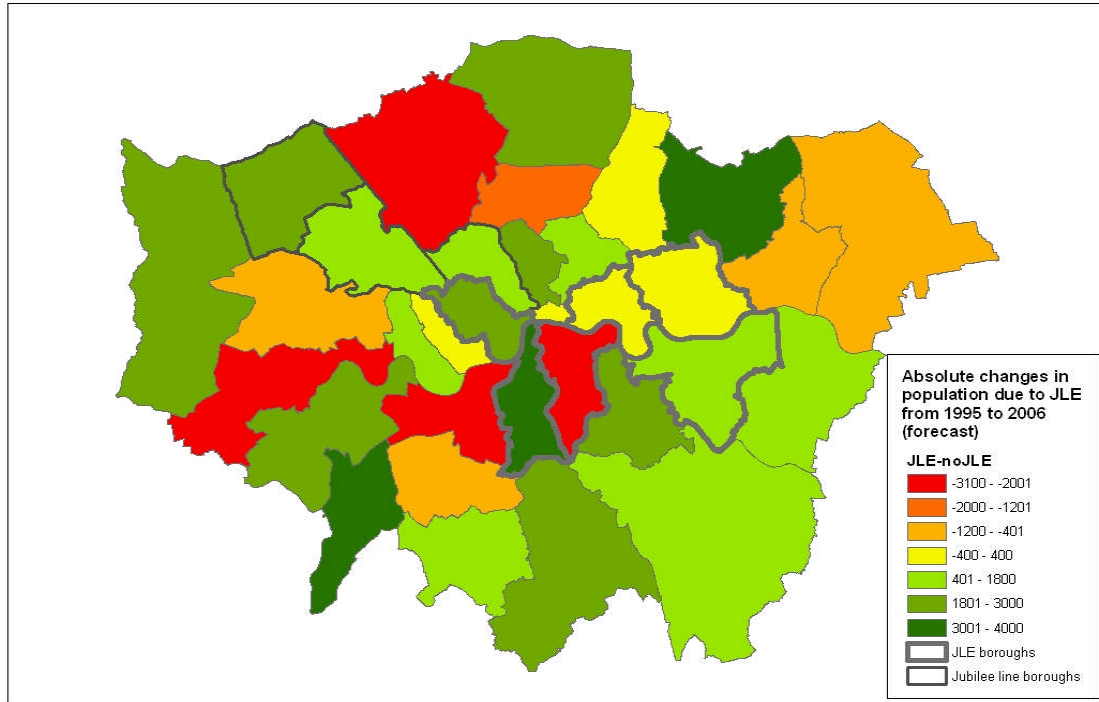 Absolute changes in
population due to JLE
from 1995 to 2006
(forecast)
JLE-noJLE
-3100 - -2001
-2000 - -1201
-1200 - -401
-400 - 400
401 - 1800
1801 - 3000
3001 - 4000
JLE boroughs
Jubilee line boroughs